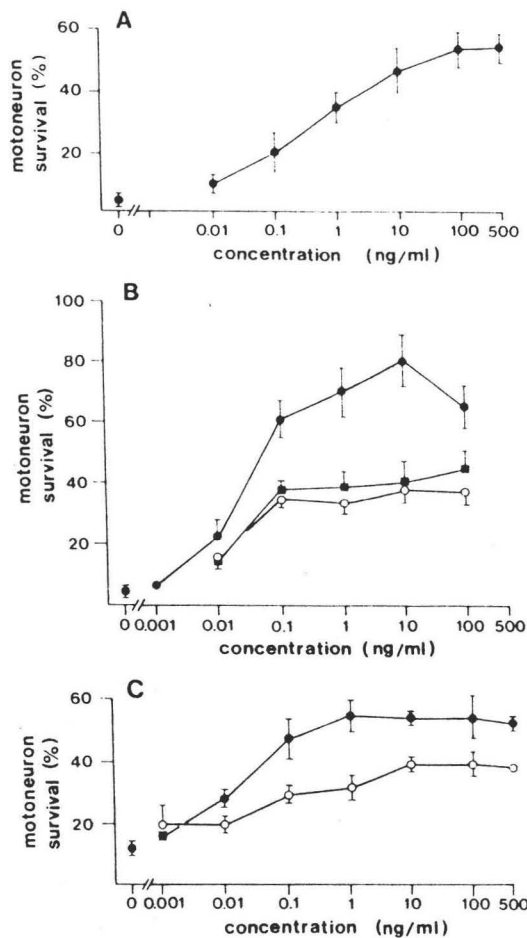 A
motoneuron
survival (%)
60
40
20
0 0.01 0.1 1 10 100 500
concentration (ng/ml)
B
motoneuron
survival (%)
100
80
60
40
20
0 0.001 0.01 0.1 1 10 100 500
concentration (ng/ml)
C
motoneuron
survival (%)
60
40
20
0 0.001 0.01 0.1 1 10 100 500
concentration (ng/ml)